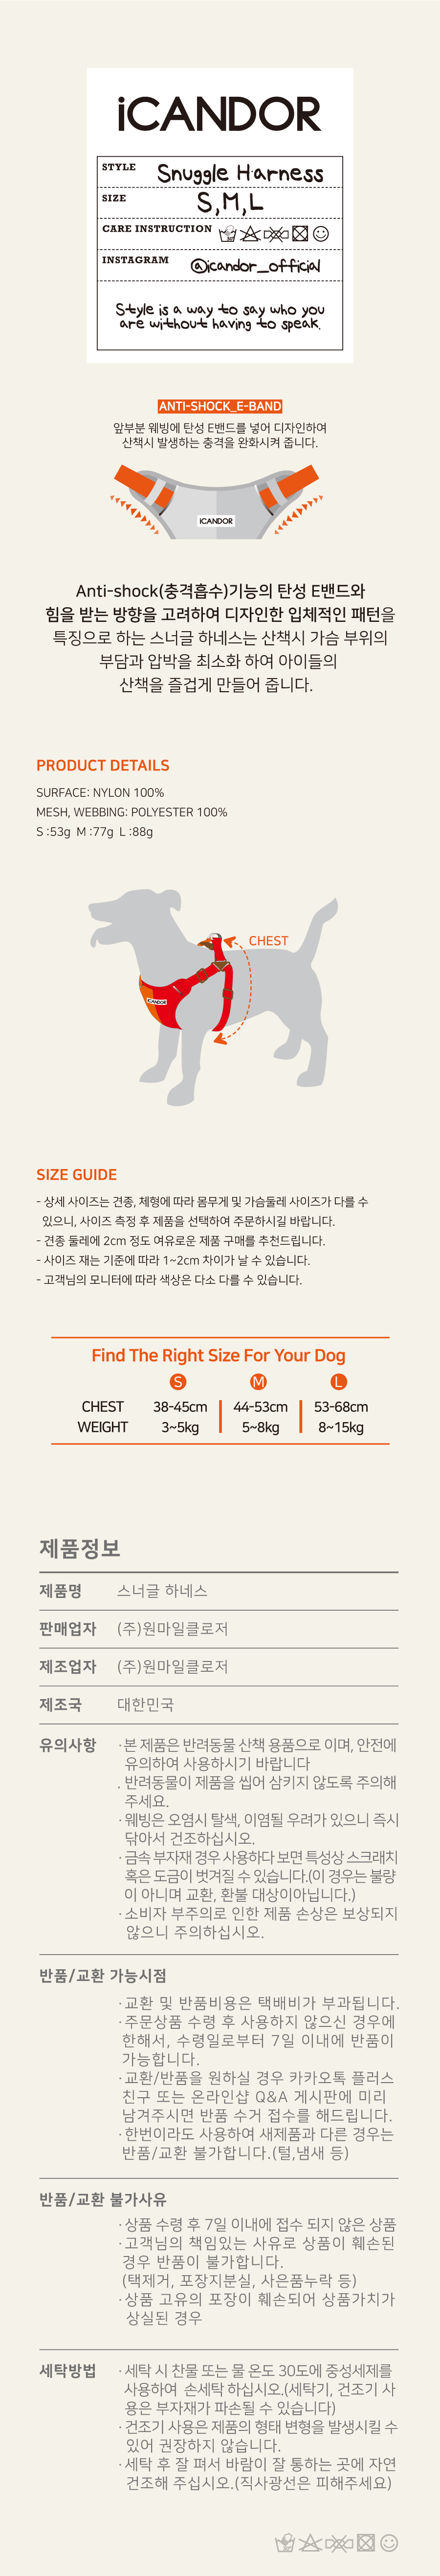 iCANDOR
STYLE Snuggle Harness
SIZE S,M,L
CARE INSTRUCTION
INSTAGRAM @icandor_official
Style is a way to say who you
are without having to speak.
ANTI-SHOCK_E-BAND
앞부분 웨빙에 탄성 E밴드를 넣어 디자인하여
산책시 발생하는 충격을 완화시켜 줍니다.
iCANDOR
Anti-shock(충격흡수)기능의 탄성 E밴드와
힘을 받는 방향을 고려하여 디자인한 입체적인 패턴을
특징으로 하는 스너글 하네스는 산책시 가슴 부위의
부담과 압박을 최소화 하여 아이들의
산책을 즐겁게 만들어 줍니다.
PRODUCT DETAILS
SURFACE: NYLON 100%
MESH, WEBBING: POLYESTER 100%
S :53g M :77g L :88g
CHEST
iCANDOR
SIZE GUIDE
- 상세 사이즈는 견종, 체형에 따라 몸무게 및 가슴둘레 사이즈가 다를 수
있으니, 사이즈 측정 후 제품을 선택하여 주문하시길 바랍니다.
- 견종 둘레에 2cm 정도 여유로운 제품 구매를 추천드립니다.
- 사이즈 재는 기준에 따라 1~2cm 차이가 날 수 있습니다.
- 고객님의 모니터에 따라 색상은 다소 다를 수 있습니다.
Find The Right Size For Your Dog
S M L
CHEST 38-45cm 44-53cm 53-68cm
WEIGHT 3~5kg 5~8kg 8~15kg
제품정보
제품명 스너글 하네스
판매업자 (주)원마일클로저
제조업자 (주)원마일클로저
제조국 대한민국
유의사항 ·본 제품은 반려동물 산책 용품으로 이며, 안전에
유의하여 사용하시기 바랍니다
. 반려동물이 제품을 씹어 삼키지 않도록 주의해
주세요.
·웨빙은 오염시 탈색, 이염될 우려가 있으니 즉시
닦아서 건조하십시오.
·금속 부자재 경우 사용하다 보면 특성상 스크래치
혹은 도금이 벗겨질 수 있습니다.(이 경우는 불량
이 아니며 교환, 환불 대상이아닙니다.)
·소비자 부주의로 인한 제품 손상은 보상되지
않으니 주의하십시오.
반품/교환 가능시점
·교환 및 반품비용은 택배비가 부과됩니다.
·주문상품 수령 후 사용하지 않으신 경우에
한해서, 수령일로부터 7일 이내에 반품이
가능합니다.
·교환/반품을 원하실 경우 카카오톡 플러스
친구 또는 온라인샵 Q&A 게시판에 미리
남겨주시면 반품 수거 접수를 해드립니다.
·한번이라도 사용하여 새제품과 다른 경우는
반품/교환 불가합니다.(털,냄새 등)
반품/교환 불가사유
·상품 수령 후 7일 이내에 접수 되지 않은 상품
·고객님의 책임있는 사유로 상품이 훼손된
경우 반품이 불가합니다.
(택제거, 포장지분실, 사은품누락 등)
·상품 고유의 포장이 훼손되어 상품가치가
상실된 경우
세탁방법 ·세탁 시 찬물 또는 물 온도 30도에 중성세제를
사용하여 손세탁 하십시오.(세탁기, 건조기 사
용은 부자재가 파손될 수 있습니다)
·건조기 사용은 제품의 형태 변형을 발생시킬 수
있어 권장하지 않습니다.
·세탁 후 잘 펴서 바람이 잘 통하는 곳에 자연
건조해 주십시오.(직사광선은 피해주세요)